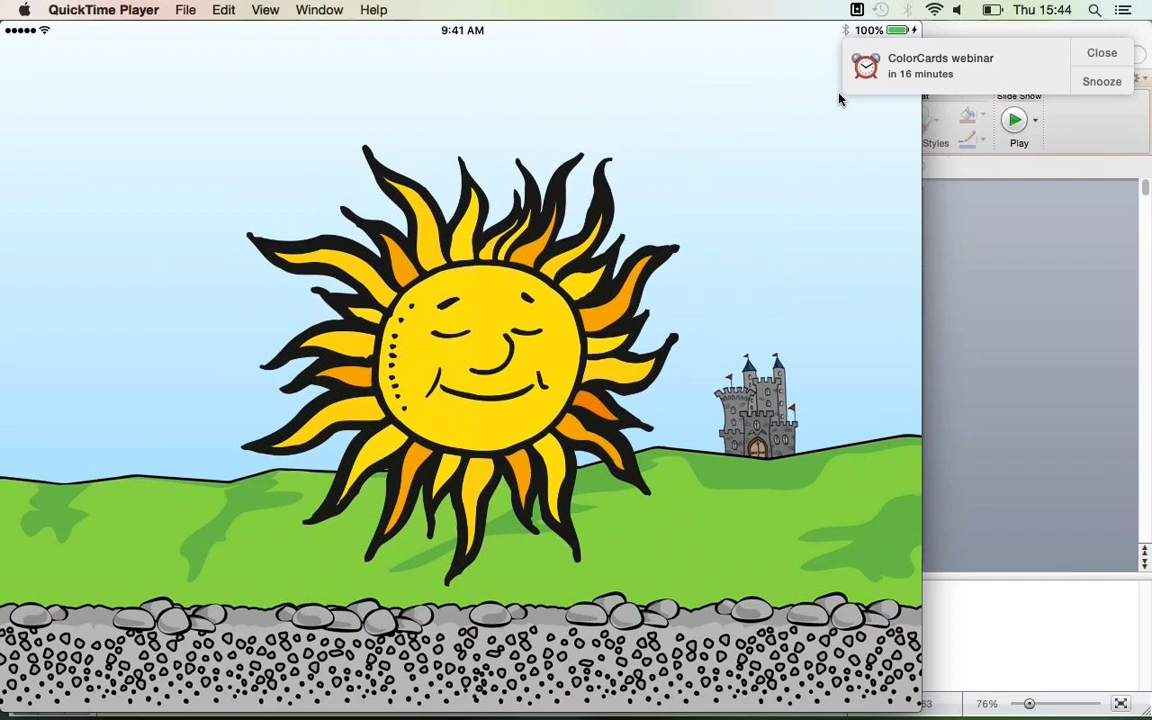 QuickTime Player File Edit View Window Help Thu 15:44
9:41 AM 100%
ColorCards webinar
in 16 minutes
Close
Snooze
Slide Show
Styles
Play
76%